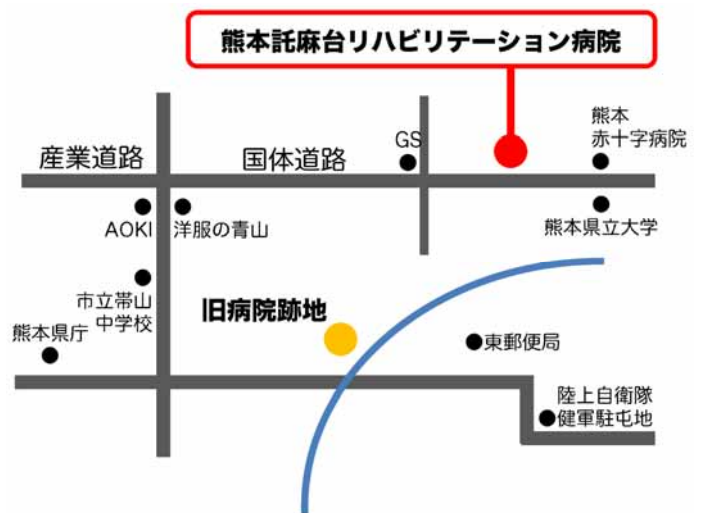 熊本託麻台リハビリテーション病院
熊本
赤十字病院
GS
産業道路
国体道路
AOKI
洋服の青山
熊本県立大学
市立帯山
中学校
旧病院跡地
熊本県庁
東郵便局
陸上自衛隊
健軍駐屯地